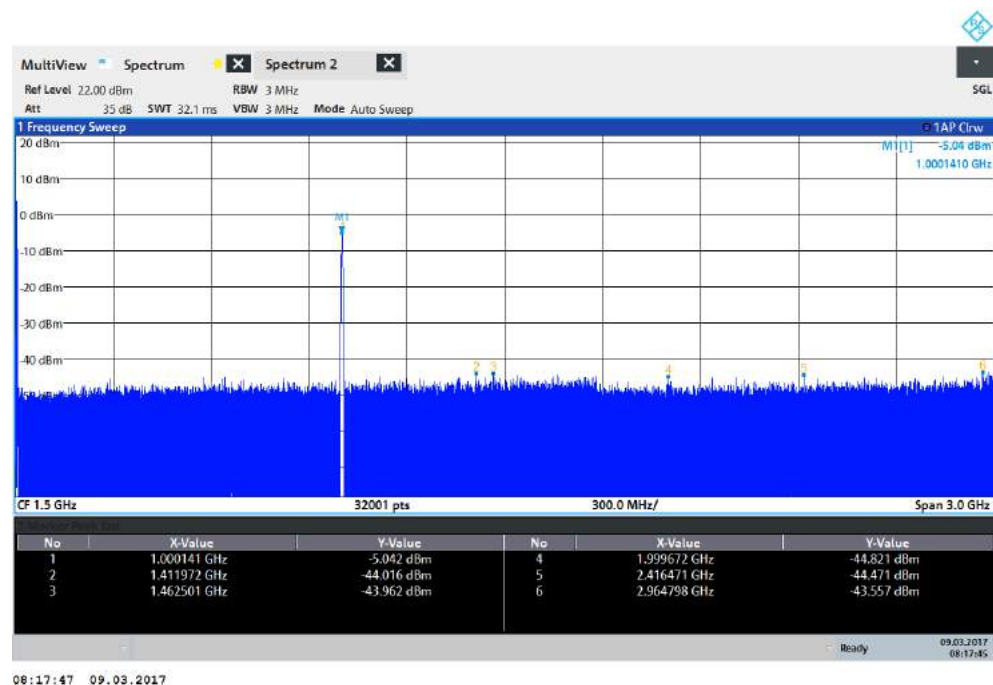 R&S
MultiView Spectrum Spectrum 2
Ref Level 22.00 dBm RBW 3 MHz SGL
Att 35 dB SWT 32.1 ms VBW 3 MHz Mode Auto Sweep
1 Frequency Sweep 1AP Clrw
20 dBm M1[1] -5.04 dBm
1.0001410 GHz
10 dBm
0 dBm
M1
-10 dBm
-20 dBm
-30 dBm
-40 dBm
2 3 4 5 6
CF 1.5 GHz 32001 pts 300.0 MHz/ Span 3.0 GHz
2 Marker Peak List
No X-Value Y-Value No X-Value Y-Value
1 1.000141 GHz -5.042 dBm 4 1.999672 GHz -44.821 dBm
2 1.411972 GHz -44.016 dBm 5 2.416471 GHz -44.471 dBm
3 1.462501 GHz -43.962 dBm 6 2.964798 GHz -43.557 dBm
Ready 09.03.2017
08:17:45
08:17:47 09.03.2017